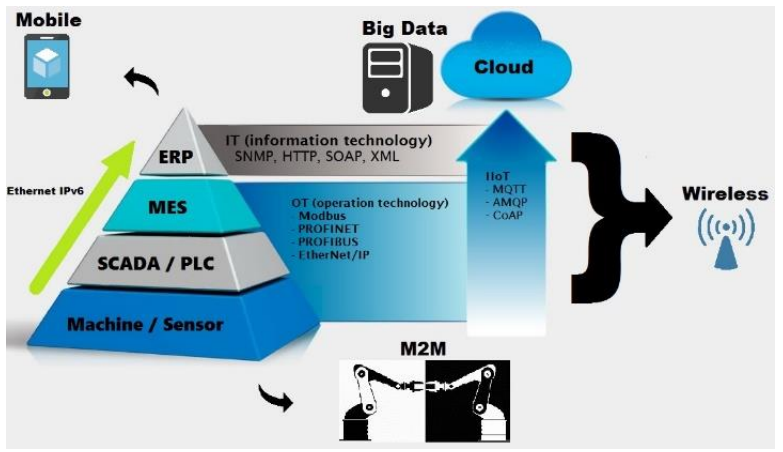 Mobile
Big Data
Cloud
IT (information technology)
SNMP, HTTP, SOAP, XML
ERP
Ethernet IPv6
MES
OT (operation technology)
- Modbus
- PROFINET
- PROFIBUS
- EtherNet/IP
IIoT
- MQTT
- AMQP
- CoAP
Wireless
SCADA / PLC
Machine / Sensor
M2M